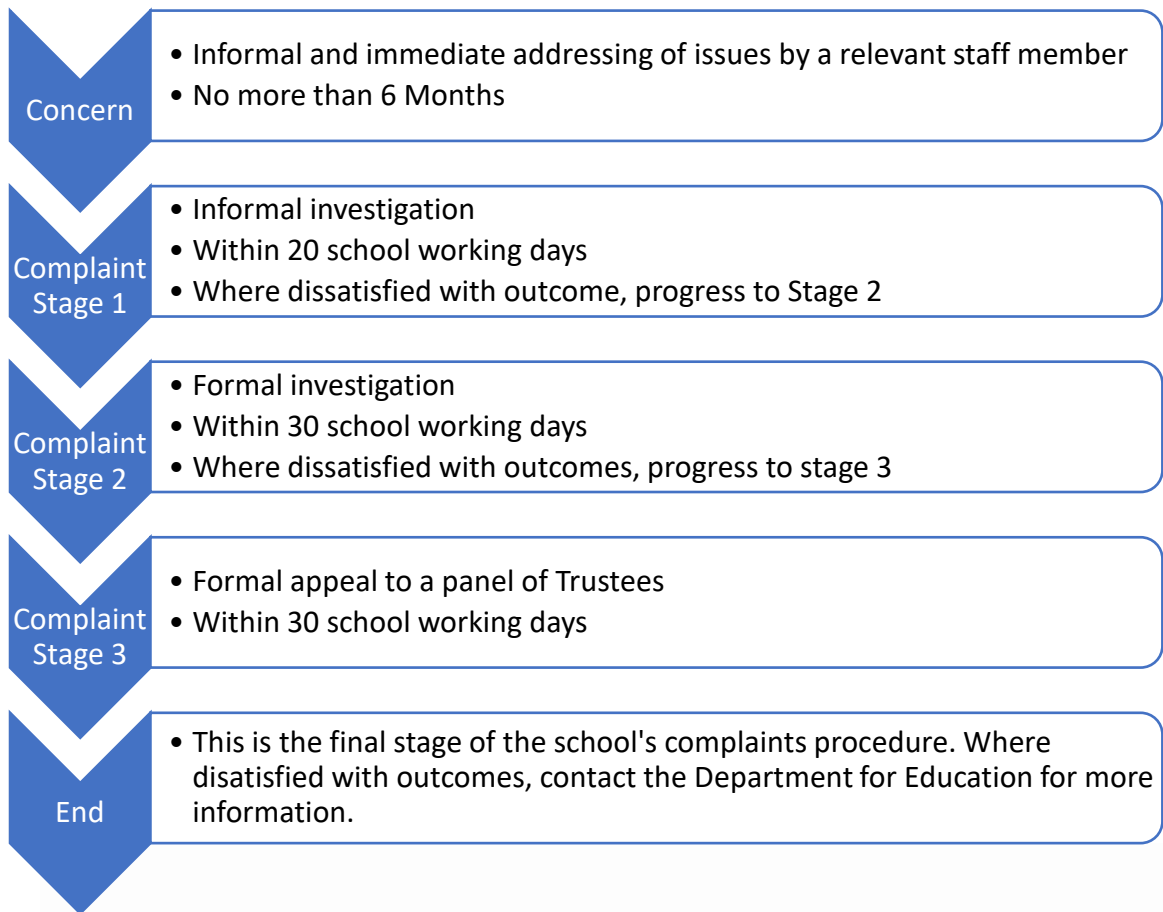 Concern
• Informal and immediate addressing of issues by a relevant staff member
• No more than 6 Months
Complaint
Stage 1
• Informal investigation
• Within 20 school working days
• Where dissatisfied with outcome, progress to Stage 2
Complaint
Stage 2
• Formal investigation
• Within 30 school working days
• Where dissatisfied with outcomes, progress to stage 3
Complaint
Stage 3
• Formal appeal to a panel of Trustees
• Within 30 school working days
End
• This is the final stage of the school's complaints procedure. Where
disatisfied with outcomes, contact the Department for Education for more
information.